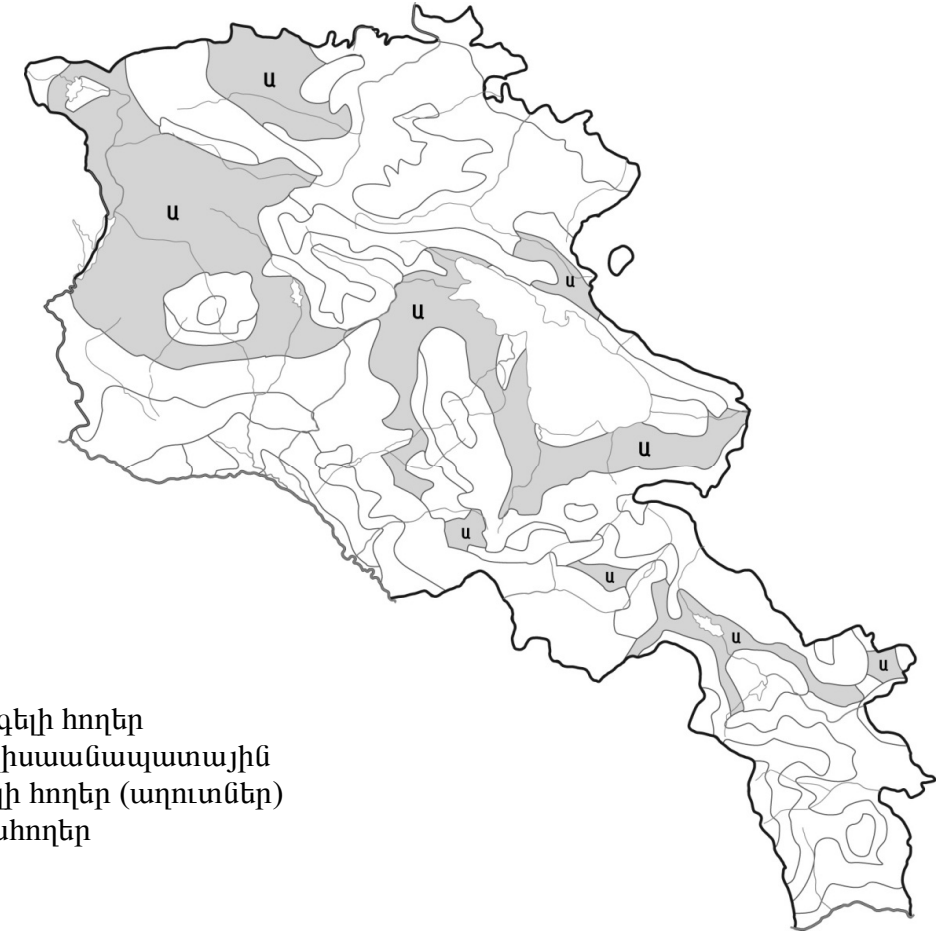 ա
ա
ա
ա
ա
ա
ա
ա
ա
գելի հողեր
իսաանապատային
լի հողեր (աղուտներ)
ահողեր